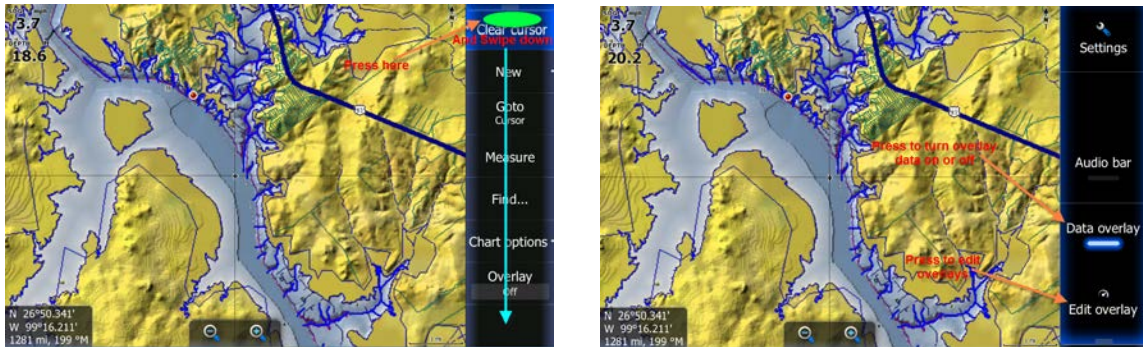 3.7
DEPTH
18.6
Clear cursor
And Swipe down
Press here
New
Goto
Cursor
Measure
Find...
Chart options
Overlay
Off
N 26°50.341'
W 99°16.211'
1281 mi, 199 °M
3.7
DEPTH
20.2
Settings
Press to turn overlay
data on or off
Audio bar
Data overlay
Press to edit
overlays
Edit overlay
N 26°50.341'
W 99°16.211'
1281 mi, 199 °M